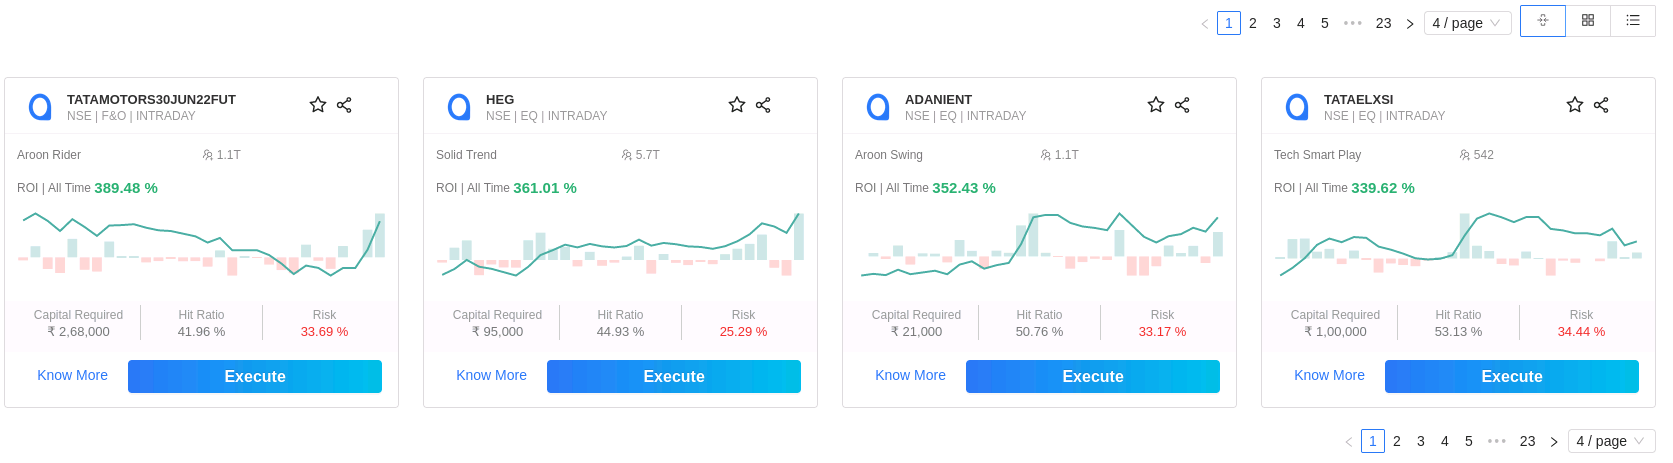 1 2 3 4 5 ••• 23 4 / page
TATAMOTORS30JUN22FUT
NSE | F&O | INTRADAY
Aroon Rider 1.1T
ROI | All Time 389.48 %
Capital Required Hit Ratio Risk
₹ 2,68,000 41.96 % 33.69 %
Know More Execute
HEG
NSE | EQ | INTRADAY
Solid Trend 5.7T
ROI | All Time 361.01 %
Capital Required Hit Ratio Risk
₹ 95,000 44.93 % 25.29 %
Know More Execute
ADANIENT
NSE | EQ | INTRADAY
Aroon Swing 1.1T
ROI | All Time 352.43 %
Capital Required Hit Ratio Risk
₹ 21,000 50.76 % 33.17 %
Know More Execute
TATAELXSI
NSE | EQ | INTRADAY
Tech Smart Play 542
ROI | All Time 339.62 %
Capital Required Hit Ratio Risk
₹ 1,00,000 53.13 % 34.44 %
Know More Execute
1 2 3 4 5 ••• 23 4 / page